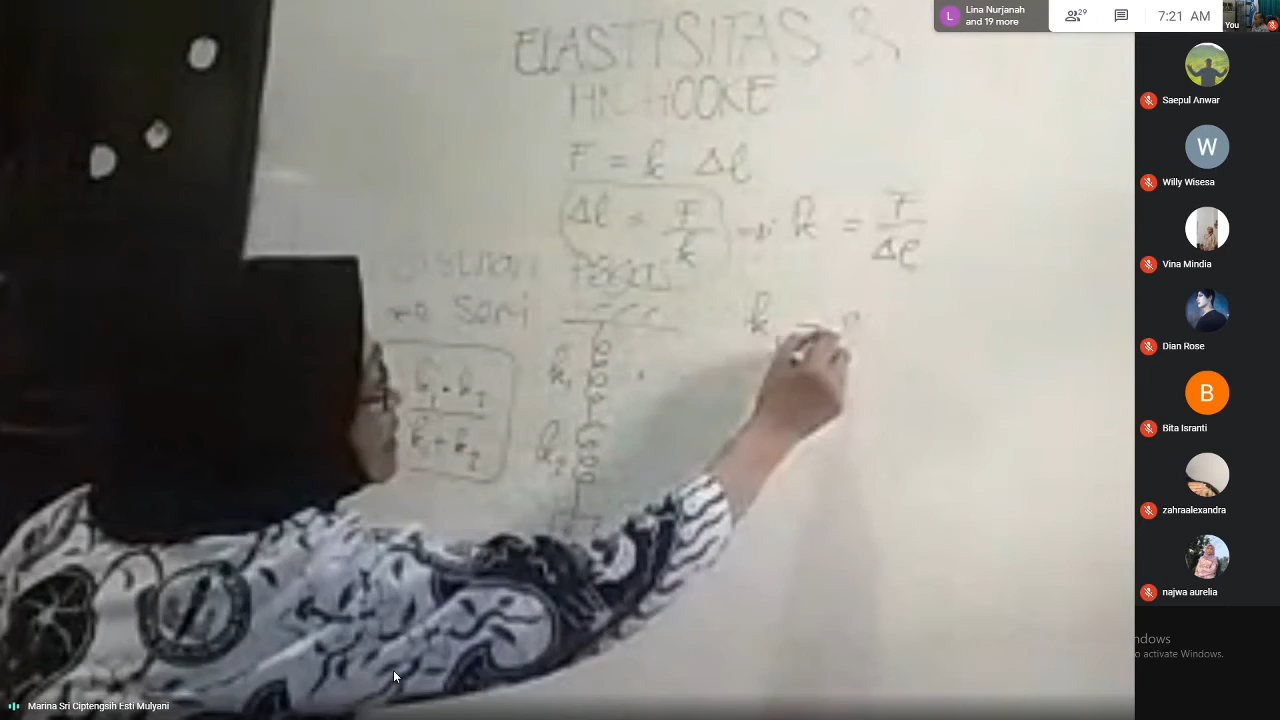 Lina Nurjanah
and 19 more
29
7:21 AM
You
L
ELASTISITAS &
HK. HOOKE
F = k Δl
Δl = F/k
k = F/Δl
Pegas
Seri
k₁ . k₂
k₁ + k₂
k₁
k₂
k
Saepul Anwar
W
Willy Wisesa
Vina Mindia
Dian Rose
B
Bita Isranti
zahraalexandra
najwa aurelia
ndows
o activate Windows.
Marina Sri Ciptengsih Esti Mulyani